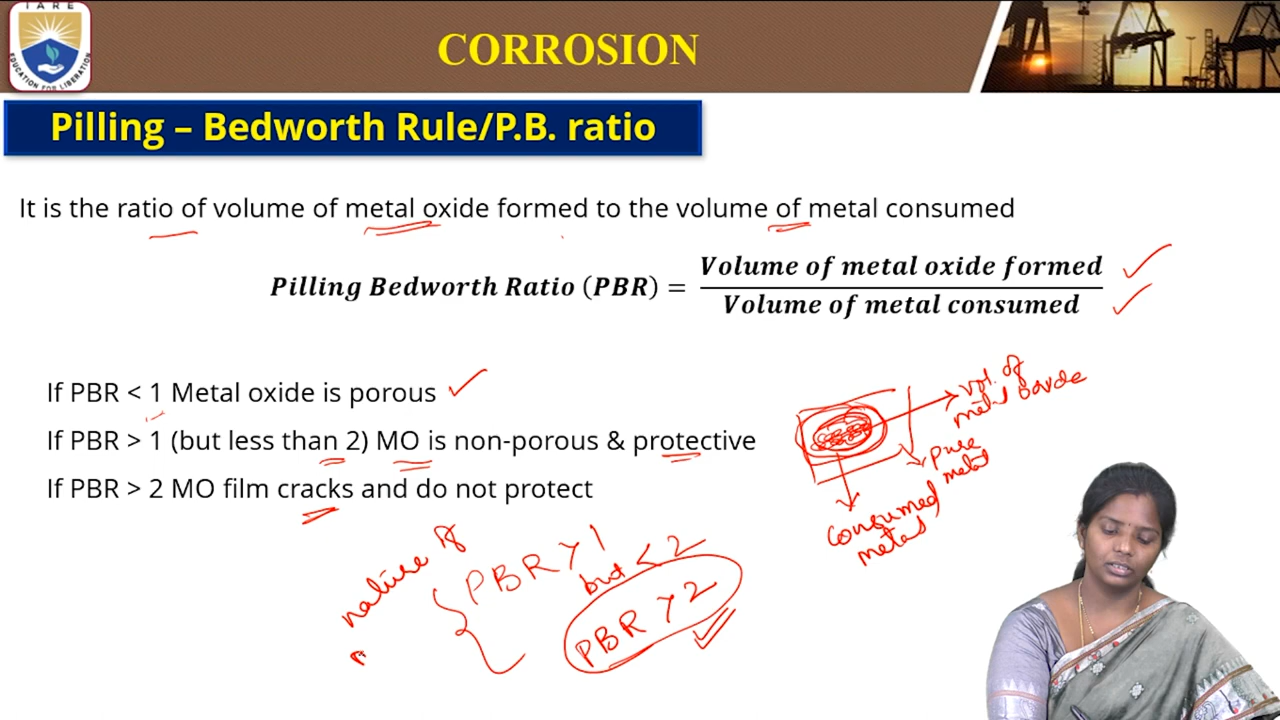 IARE
EDUCATION FOR LIBERATION
CORROSION
Pilling – Bedworth Rule/P.B. ratio
It is the ratio of volume of metal oxide formed to the volume of metal consumed
Pilling Bedworth Ratio (PBR) = Volume of metal oxide formed
Volume of metal consumed
If PBR < 1 Metal oxide is porous
If PBR > 1 (but less than 2) MO is non-porous & protective
If PBR > 2 MO film cracks and do not protect
vol. of
metal oxide
pure
metal
consumed
metal
nature of
PBR > 1
but < 2
PBR > 2